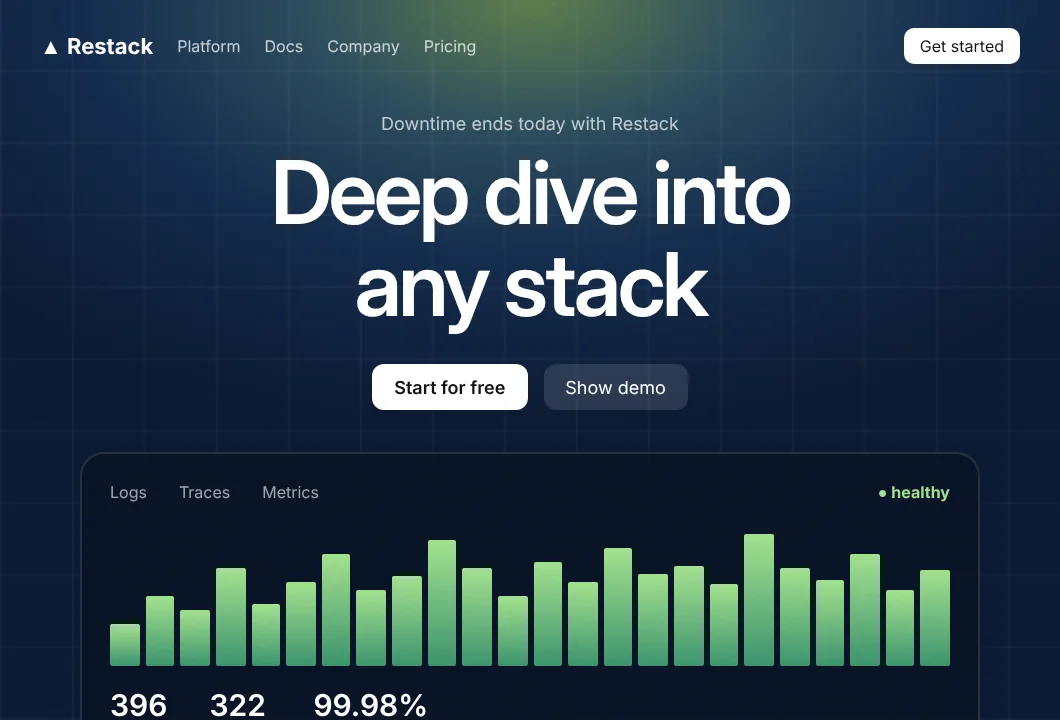 ▲ Restack Platform Docs Company Pricing Get started
Downtime ends today with Restack
Deep dive into
any stack
Start for free Show demo
Logs Traces Metrics ● healthy
396 322 99.98%